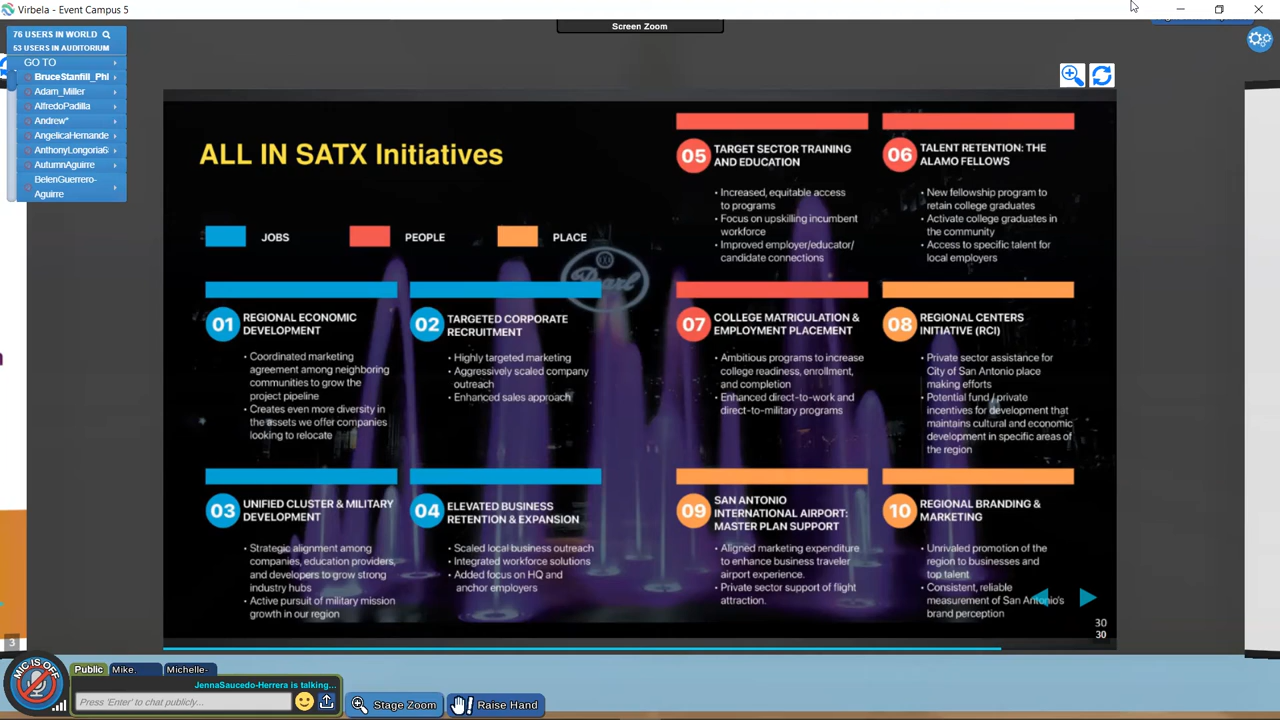 Virbela - Event Campus 5
Screen Zoom
76 USERS IN WORLD
53 USERS IN AUDITORIUM
GO TO
BruceStanfill_Phi
Adam_Miller
AlfredoPadilla
Andrew*
AngelicaHernande
AnthonyLongoria6
AutumnAguirre
BelenGuerrero-
Aguirre
ALL IN SATX Initiatives
JOBS
PEOPLE
PLACE
Pearl
01
REGIONAL ECONOMIC
DEVELOPMENT
• Coordinated marketing
agreement among neighboring
communities to grow the
project pipeline
• Creates even more diversity in
the assets we offer companies
looking to relocate
02
TARGETED CORPORATE
RECRUITMENT
• Highly targeted marketing
• Aggressively scaled company
outreach
• Enhanced sales approach
03
UNIFIED CLUSTER & MILITARY
DEVELOPMENT
• Strategic alignment among
companies, education providers,
and developers to grow strong
industry hubs
• Active pursuit of military mission
growth in our region
04
ELEVATED BUSINESS
RETENTION & EXPANSION
• Scaled local business outreach
• Integrated workforce solutions
• Added focus on HQ and
anchor employers
05
TARGET SECTOR TRAINING
AND EDUCATION
• Increased, equitable access
to programs
• Focus on upskilling incumbent
workforce
• Improved employer/educator/
candidate connections
06
TALENT RETENTION: THE
ALAMO FELLOWS
• New fellowship program to
retain college graduates
• Activate college graduates in
the community
• Access to specific talent for
local employers
07
COLLEGE MATRICULATION &
EMPLOYMENT PLACEMENT
• Ambitious programs to increase
college readiness, enrollment,
and completion
• Enhanced direct-to-work and
direct-to-military programs
08
REGIONAL CENTERS
INITIATIVE (RCI)
• Private sector assistance for
City of San Antonio place
making efforts
• Potential fund / private
incentives for development that
maintains cultural and economic
development in specific areas of
the region
09
SAN ANTONIO
INTERNATIONAL AIRPORT:
MASTER PLAN SUPPORT
• Aligned marketing expenditure
to enhance business traveler
airport experience.
• Private sector support of flight
attraction.
10
REGIONAL BRANDING &
MARKETING
• Unrivaled promotion of the
region to businesses and
top talent
• Consistent, reliable
measurement of San Antonio's
brand perception
30
30
3
MIC IS OFF
Public
Mike.
Michelle-
JennaSaucedo-Herrera is talking...
Press 'Enter' to chat publicly...
Stage Zoom
Raise Hand